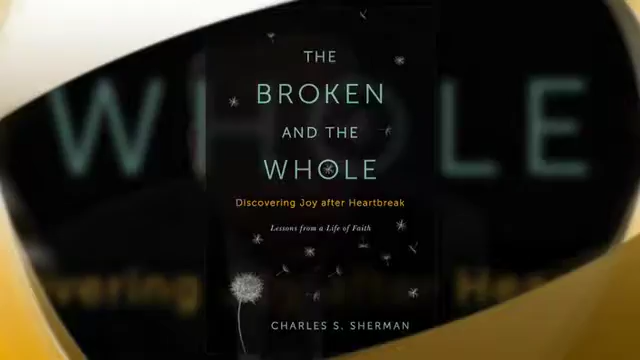 THE
BROKEN
AND THE
WHOLE
Discovering Joy after Heartbreak
Lessons from a Life of Faith
CHARLES S. SHERMAN